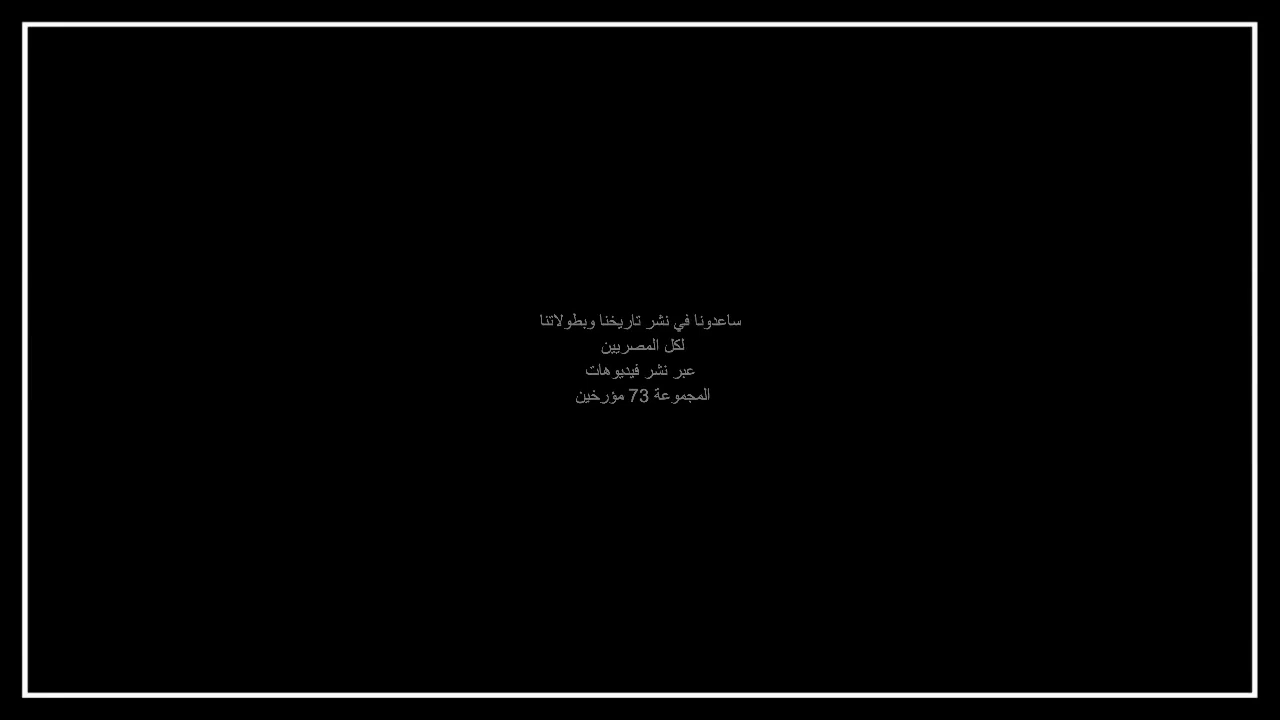 ساعدونا في نشر تاريخنا وبطولاتنا
لكل المصريين
عبر نشر فيديوهات
المجموعة 73 مؤرخين